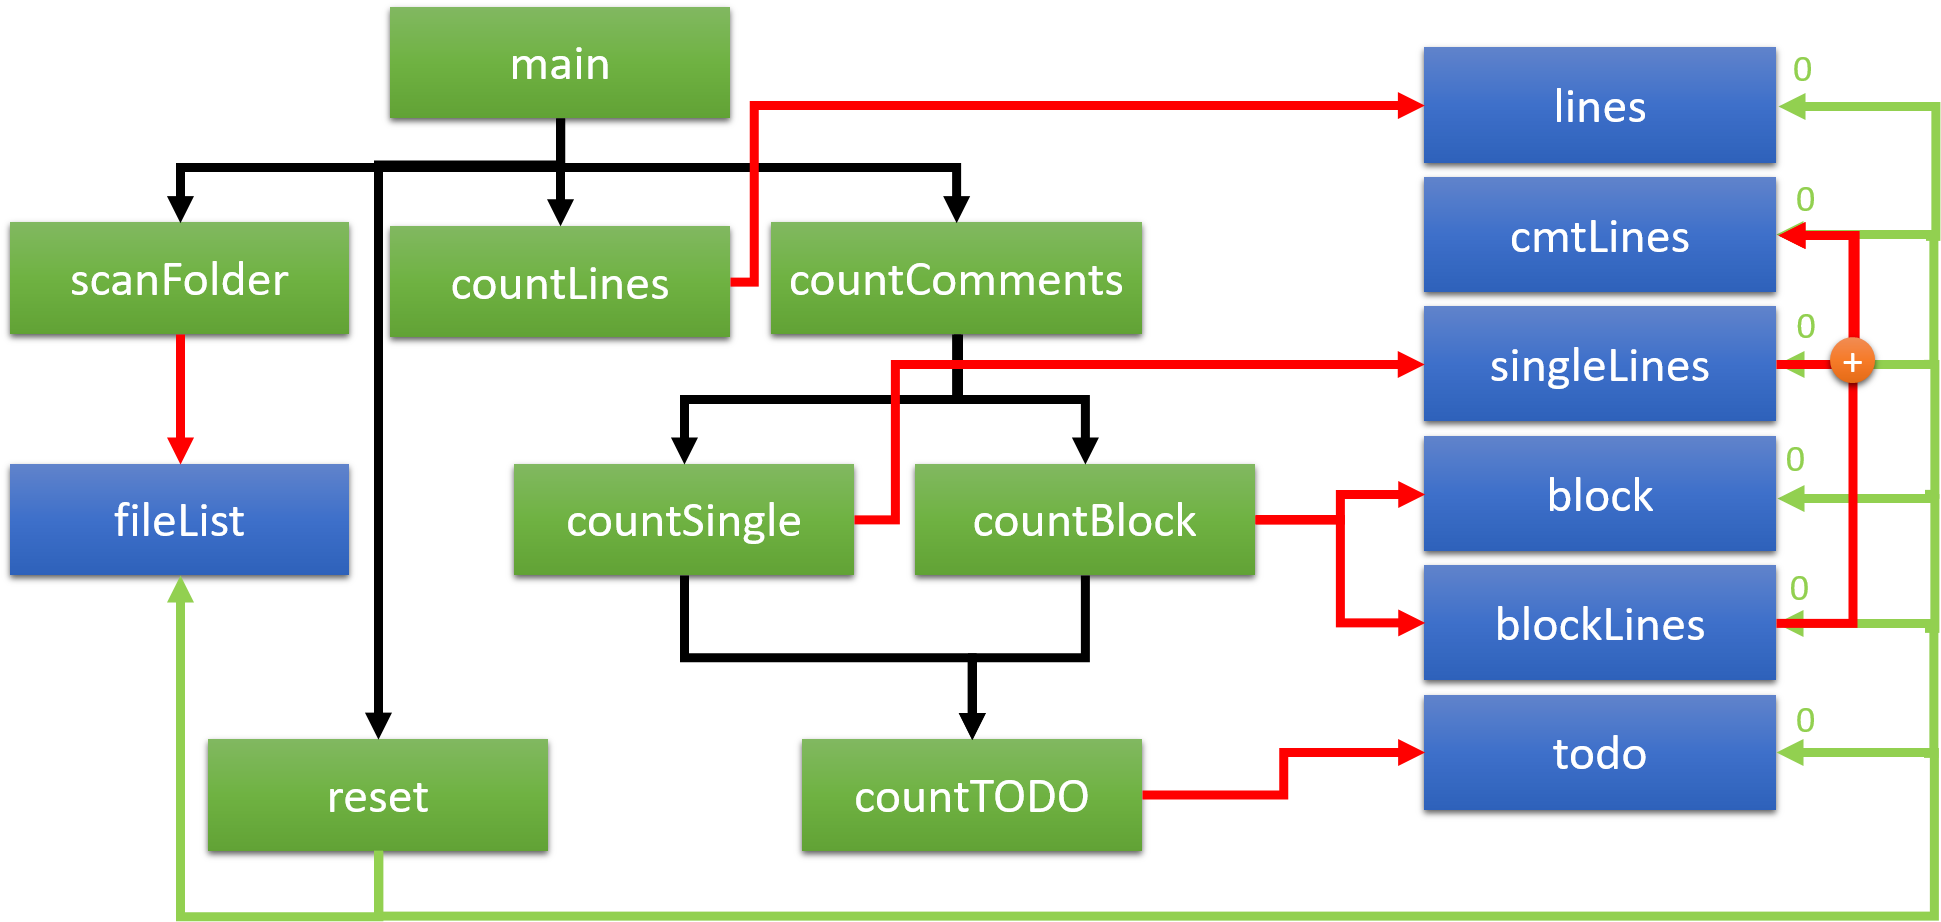 main
lines
0
cmtLines
0
scanFolder
countLines
countComments
singleLines
0
+
fileList
countSingle
countBlock
block
0
blockLines
0
todo
0
reset
countTODO